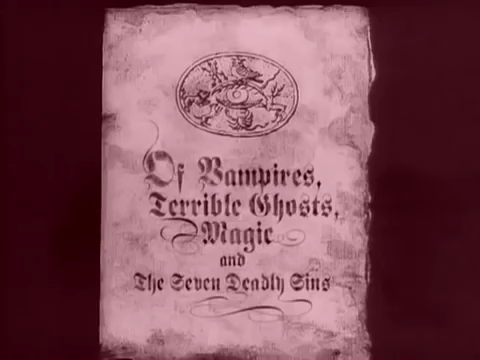 Of Vampires,
Terrible Ghosts,
Magic
and
The Seven Deadly Sins